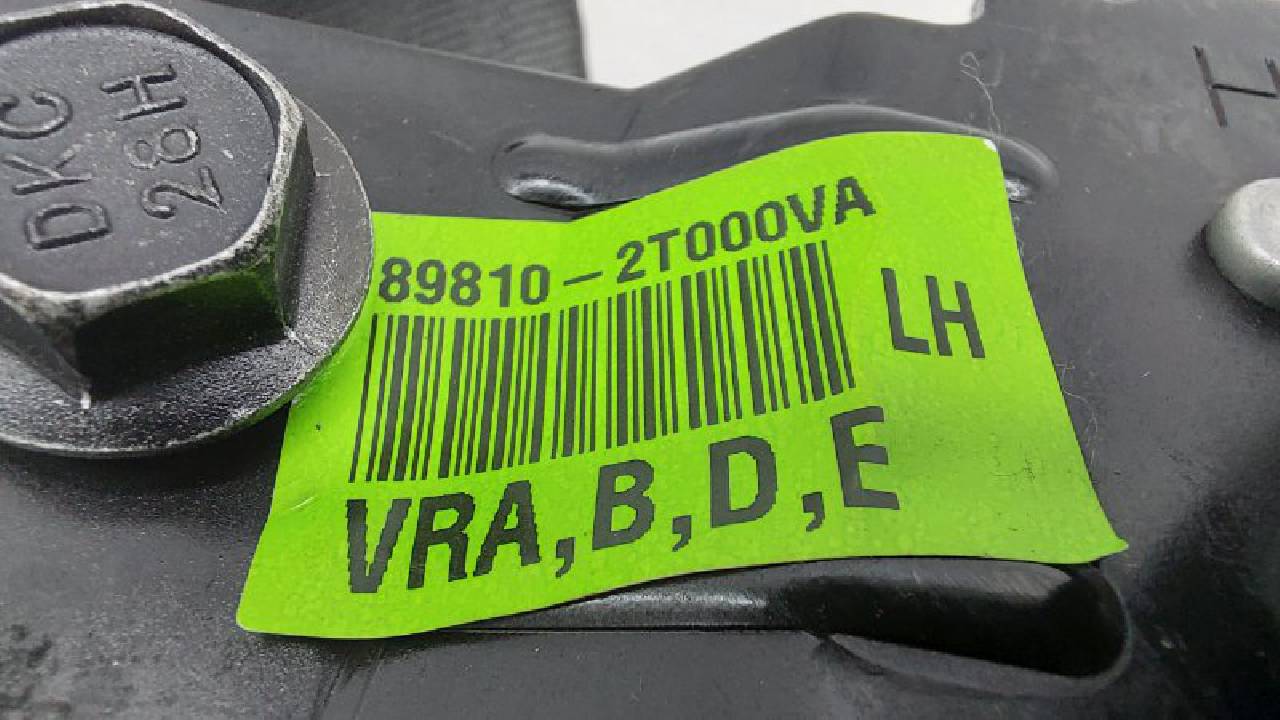 DKC
28H
89810-2T000VA
LH
VRA,B,D,E
H